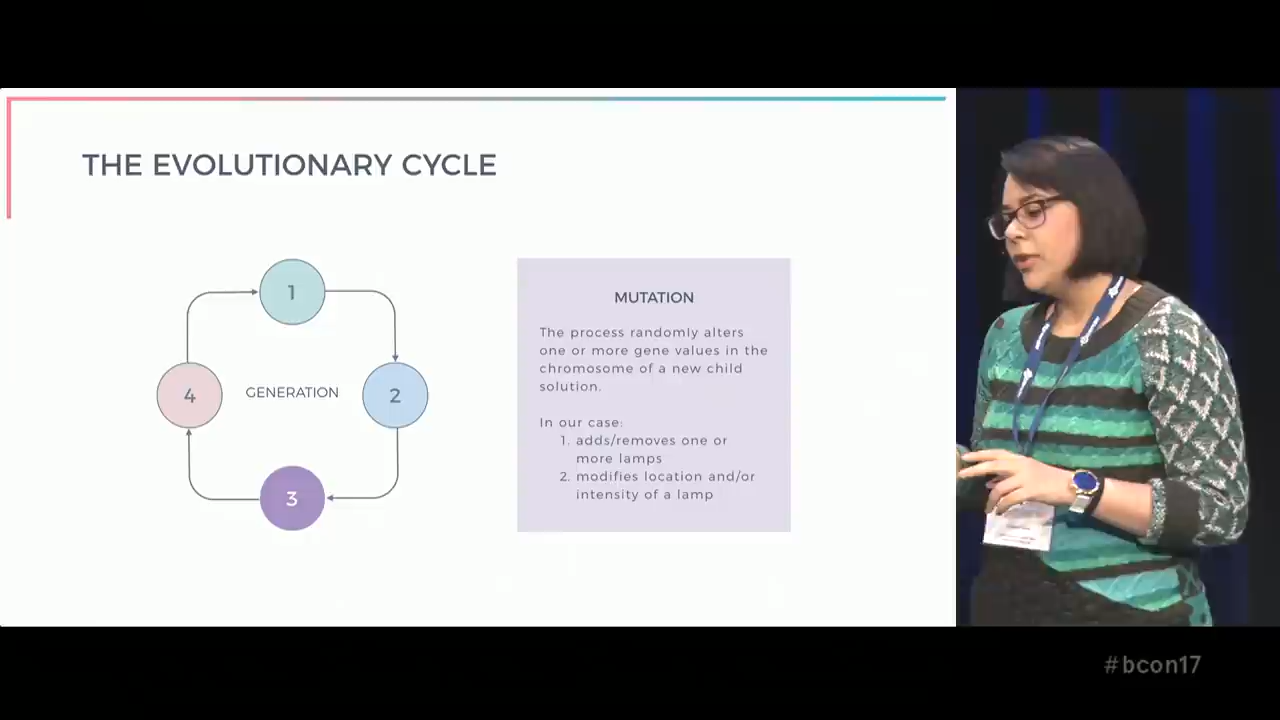 THE EVOLUTIONARY CYCLE
1
2
3
4
GENERATION
MUTATION
The process randomly alters
one or more gene values in the
chromosome of a new child
solution.
In our case:
1. adds/removes one or
more lamps
2. modifies location and/or
intensity of a lamp
#bcon17